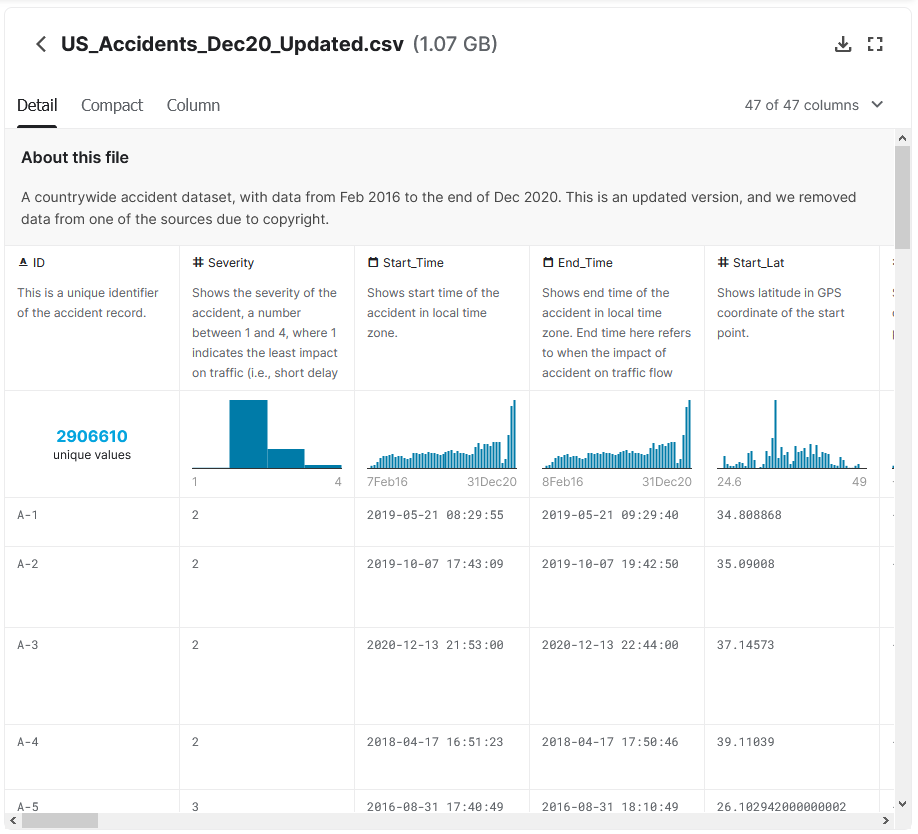 US_Accidents_Dec20_Updated.csv (1.07 GB)
Detail Compact Column 47 of 47 columns
About this file
A countrywide accident dataset, with data from Feb 2016 to the end of Dec 2020. This is an updated version, and we removed
data from one of the sources due to copyright.
ID
This is a unique identifier
of the accident record.
# Severity
Shows the severity of the
accident, a number
between 1 and 4, where 1
indicates the least impact
on traffic (i.e., short delay
Start_Time
Shows start time of the
accident in local time
zone.
End_Time
Shows end time of the
accident in local time
zone. End time here refers
to when the impact of
accident on traffic flow
# Start_Lat
Shows latitude in GPS
coordinate of the start
point.
2906610
unique values
1 4
7Feb16 31Dec20
8Feb16 31Dec20
24.6 49
A-1 2 2019-05-21 08:29:55 2019-05-21 09:29:40 34.808868
A-2 2 2019-10-07 17:43:09 2019-10-07 19:42:50 35.09008
A-3 2 2020-12-13 21:53:00 2020-12-13 22:44:00 37.14573
A-4 2 2018-04-17 16:51:23 2018-04-17 17:50:46 39.11039
A-5 3 2016-08-31 17:40:49 2016-08-31 18:10:49 26.102942000000002